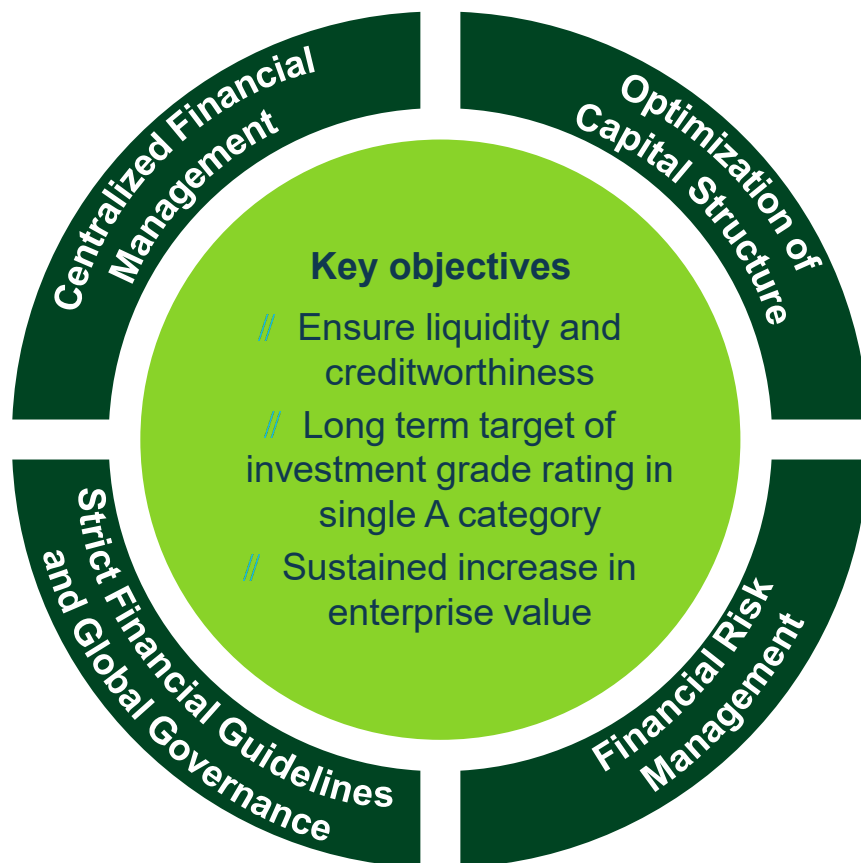 Centralized Financial
Management
Optimization of
Capital Structure
Key objectives
// Ensure liquidity and
creditworthiness
// Long term target of
investment grade rating in
single A category
// Sustained increase in
enterprise value
Strict Financial Guidelines
and Global Governance
Financial Risk
Management